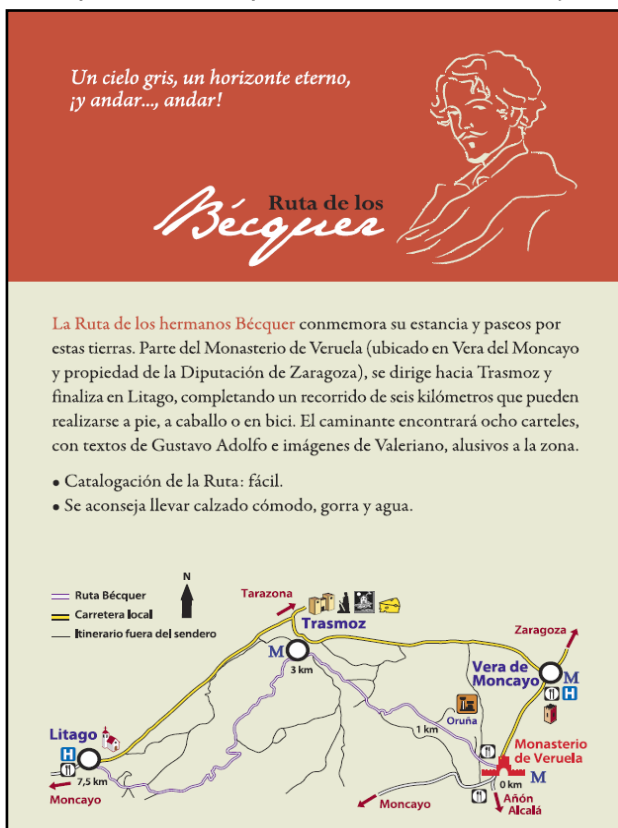 Un cielo gris, un horizonte eterno,
¡y andar..., andar!
Ruta de los
Bécquer
La Ruta de los hermanos Bécquer conmemora su estancia y paseos por
estas tierras. Parte del Monasterio de Veruela (ubicado en Vera del Moncayo
y propiedad de la Diputación de Zaragoza), se dirige hacia Trasmoz y
finaliza en Litago, completando un recorrido de seis kilómetros que pueden
realizarse a pie, a caballo o en bici. El caminante encontrará ocho carteles,
con textos de Gustavo Adolfo e imágenes de Valeriano, alusivos a la zona.
• Catalogación de la Ruta: fácil.
• Se aconseja llevar calzado cómodo, gorra y agua.
Ruta Bécquer
Carretera local
Itinerario fuera del sendero
N
Tarazona
Trasmoz
M
3 km
Zaragoza
Vera de
Moncayo
M
H
Oruña
1 km
Litago
H
7,5 km
Moncayo
Monasterio
de Veruela
M
0 km
Moncayo
Añón
Alcalá